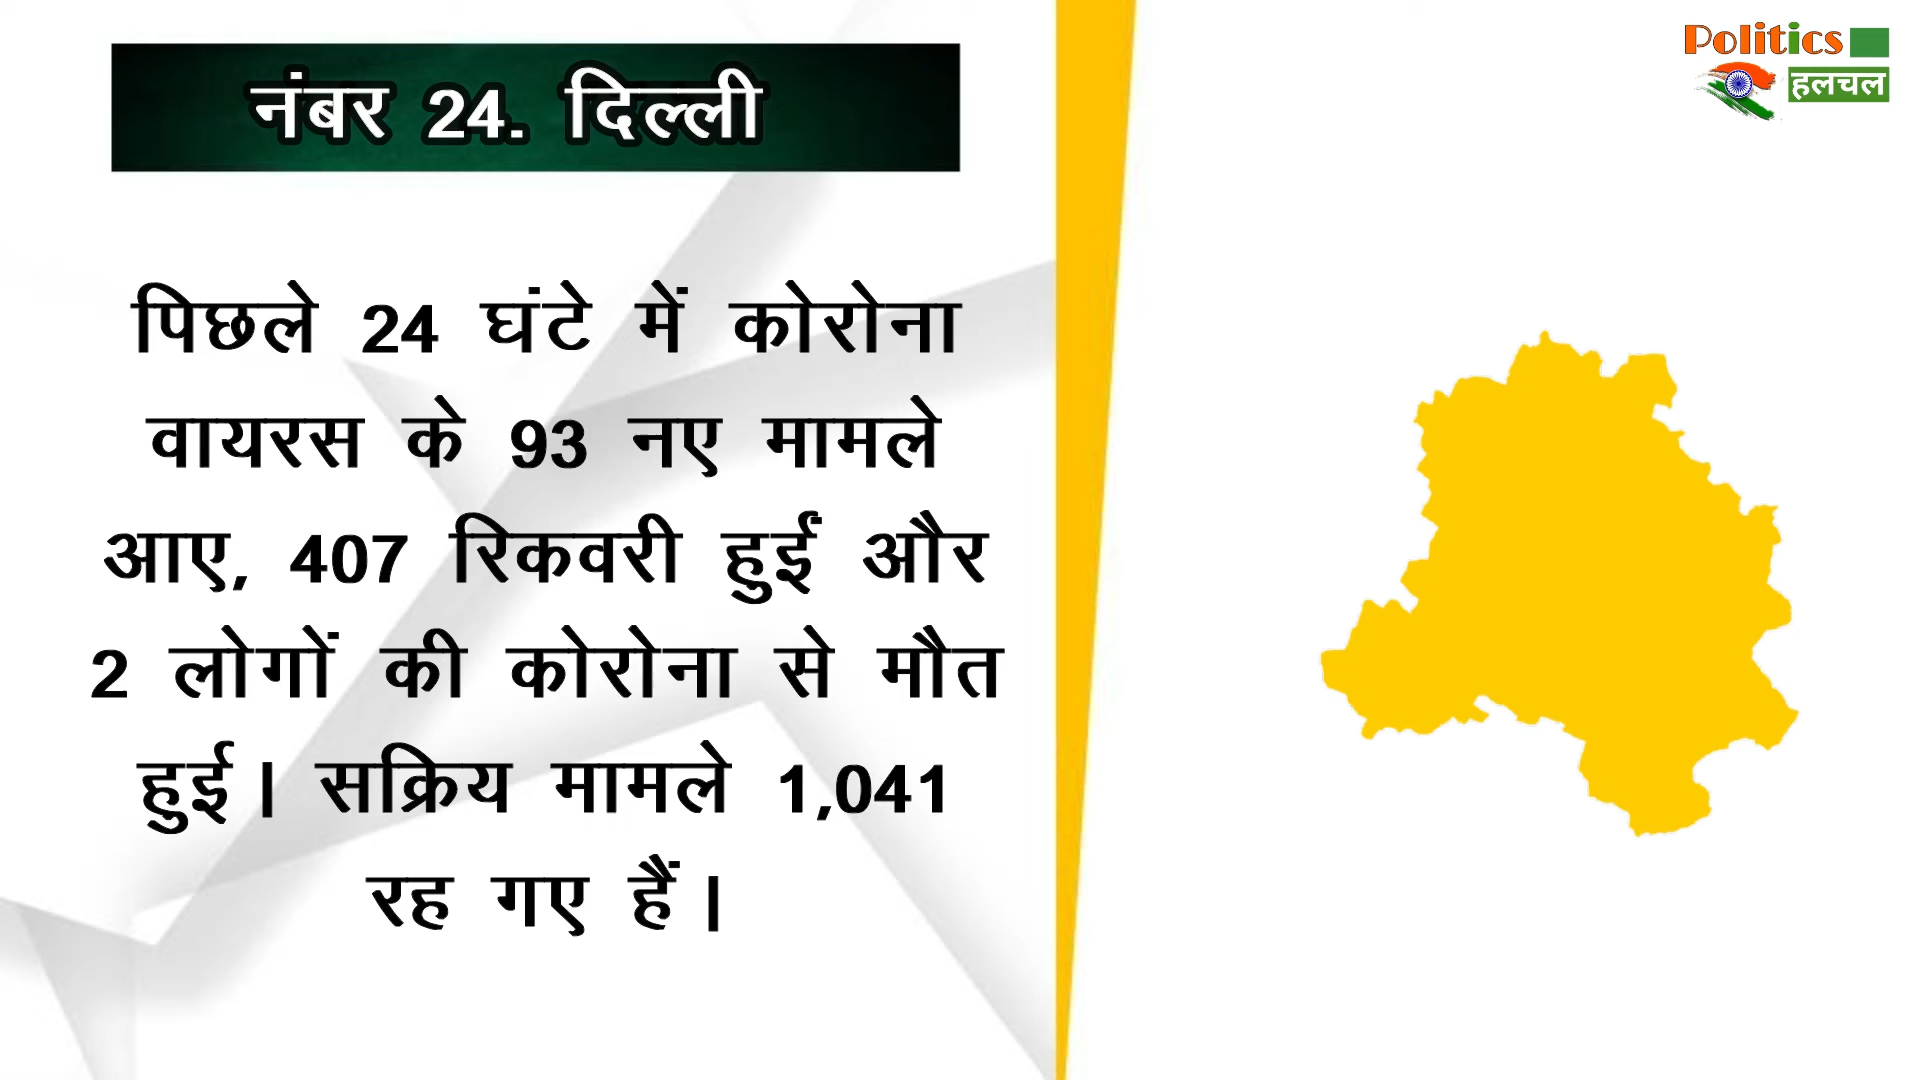 नंबर 24. दिल्ली
Politics
हलचल
पिछले 24 घंटे में कोरोना
वायरस के 93 नए मामले
आए, 407 रिकवरी हुईं और
2 लोगों की कोरोना से मौत
हुई। सक्रिय मामले 1,041
रह गए हैं।